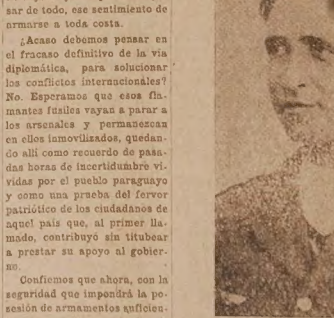 sar de todo, ese sentimiento de
armarse a toda costa.
¿Acaso debemos pensar en
el fracaso definitivo de la vía
diplomática, para solucionar
los conflictos internacionales?
No. Esperamos que esos fla-
mantes fusiles vayan a parar a
los arsenales y permanezcan
en ellos inmovilizados, quedan-
do allí como recuerdo de pasa-
das horas de incertidumbre vi-
vidas por el pueblo paraguayo
y como una prueba del fervor
patriótico de los ciudadanos de
aquel país que, al primer lla-
mado, contribuyó sin titubear
a prestar su apoyo al gobier-
no.
Confiemos que ahora, con la
seguridad que impondrá la po-
sesión de armamentos suficien-